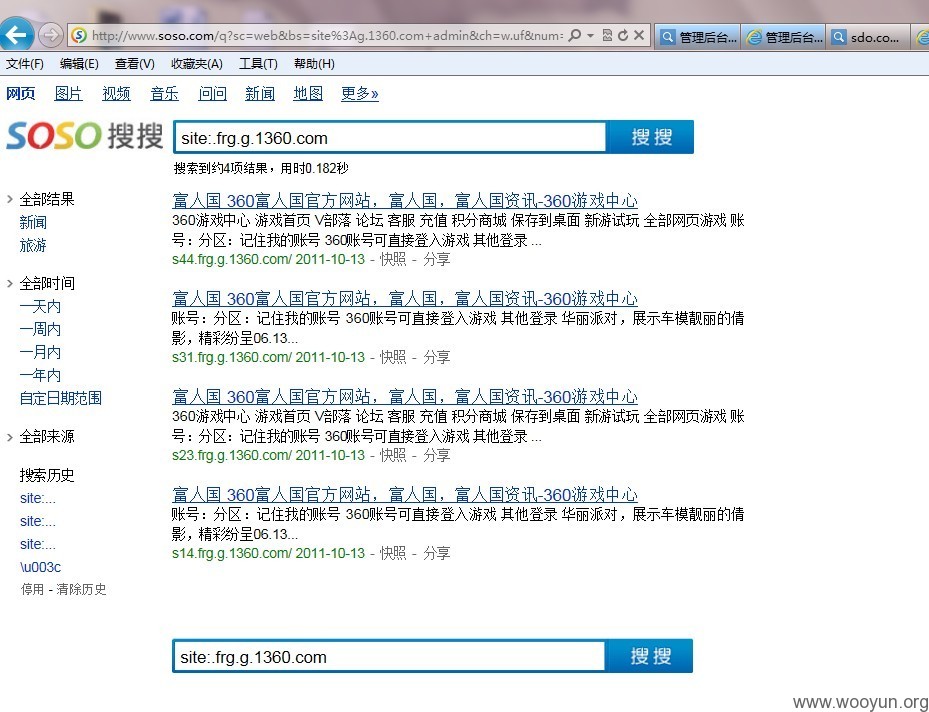 http://www.soso.com/q?sc=web&bs=site%3Ag.1360.com+admin&ch=w.uf&num=
管理后台...
管理后台...
sdo.co...
文件(F) 编辑(E) 查看(V) 收藏夹(A) 工具(T) 帮助(H)
网页 图片 视频 音乐 问问 新闻 地图 更多»
SOSO搜搜
site:.frg.g.1360.com
搜搜
搜索到约4项结果，用时0.182秒
全部结果
新闻
旅游
全部时间
一天内
一周内
一月内
一年内
自定日期范围
全部来源
搜索历史
site:...
site:...
site:...
\u003c
停用 - 清除历史
富人国 360富人国官方网站，富人国，富人国资讯-360游戏中心
360游戏中心 游戏首页 V部落 论坛 客服 充值 积分商城 保存到桌面 新游试玩 全部网页游戏 账
号：分区：记住我的账号 360账号可直接登入游戏 其他登录 ...
s44.frg.g.1360.com/ 2011-10-13 - 快照 - 分享
富人国 360富人国官方网站，富人国，富人国资讯-360游戏中心
账号：分区：记住我的账号 360账号可直接登入游戏 其他登录 华丽派对，展示车模靓丽的倩
影，精彩纷呈06.13...
s31.frg.g.1360.com/ 2011-10-13 - 快照 - 分享
富人国 360富人国官方网站，富人国，富人国资讯-360游戏中心
360游戏中心 游戏首页 V部落 论坛 客服 充值 积分商城 保存到桌面 新游试玩 全部网页游戏 账
号：分区：记住我的账号 360账号可直接登入游戏 其他登录 ...
s23.frg.g.1360.com/ 2011-10-13 - 快照 - 分享
富人国 360富人国官方网站，富人国，富人国资讯-360游戏中心
账号：分区：记住我的账号 360账号可直接登入游戏 其他登录 华丽派对，展示车模靓丽的倩
影，精彩纷呈06.13...
s14.frg.g.1360.com/ 2011-10-13 - 快照 - 分享
site:.frg.g.1360.com
搜搜
www.wooyun.org